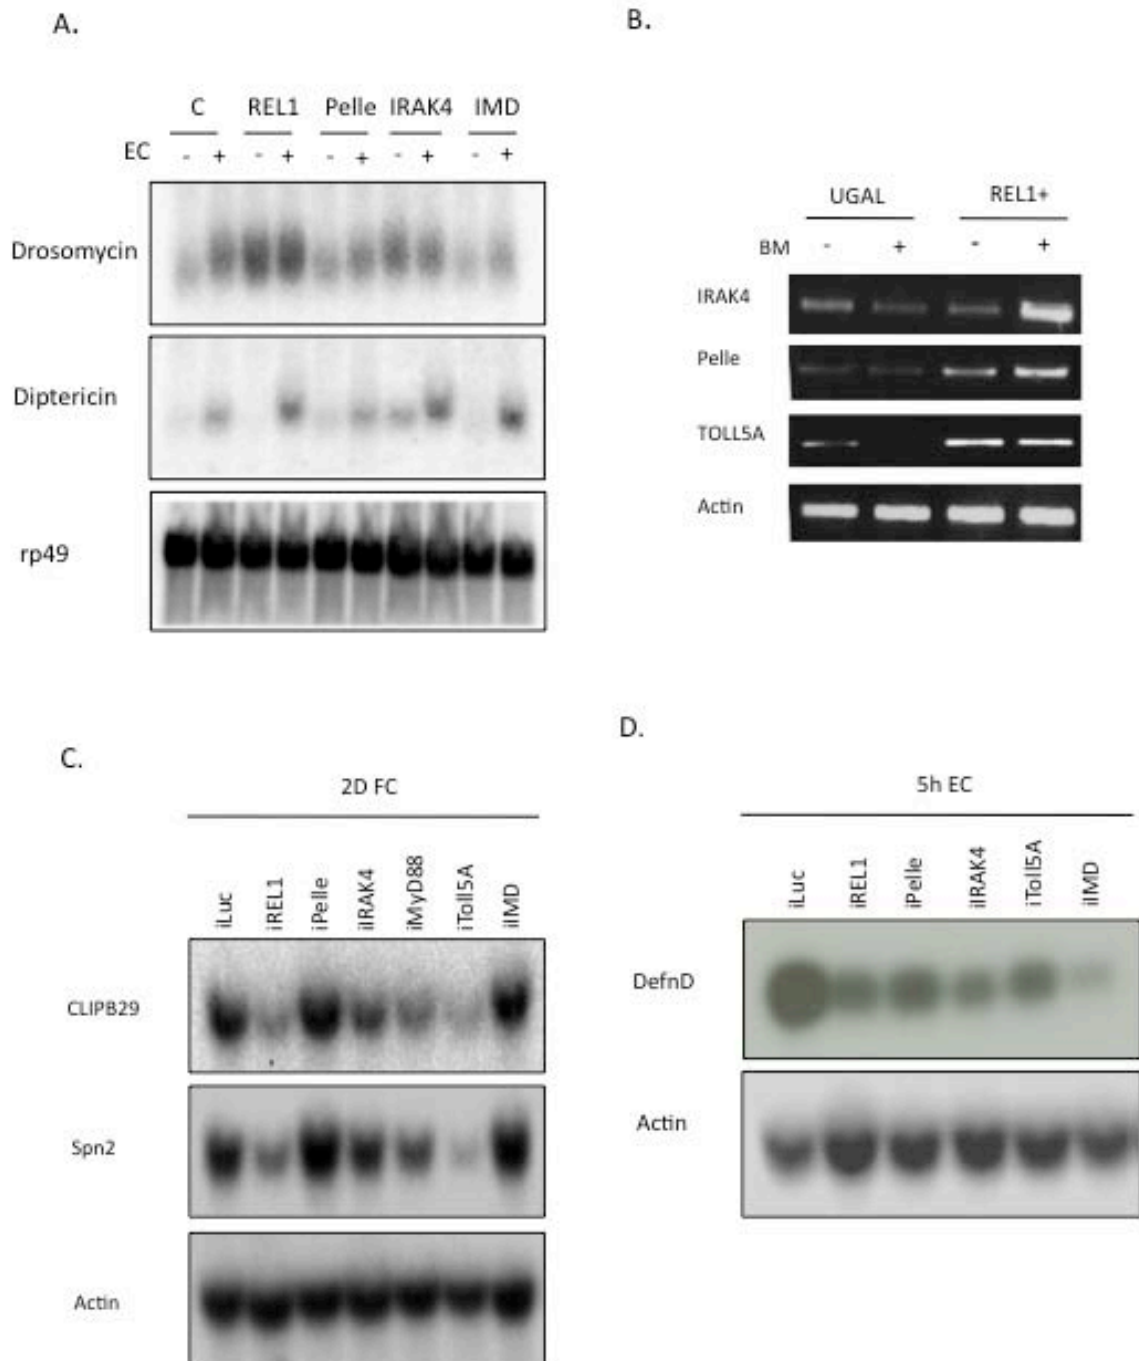 A.
C REL1 Pelle IRAK4 IMD
EC - + - + - + - + - +
Drosomycin
Diptericin
rp49
B.
UGAL REL1+
BM - + - +
IRAK4
Pelle
TOLL5A
Actin
C.
2D FC
iLuc iREL1 iPelle iIRAK4 iMyD88 iToll5A iIMD
CLIPB29
Spn2
Actin
D.
5h EC
iLuc iREL1 iPelle iIRAK4 iToll5A iIMD
DefnD
Actin